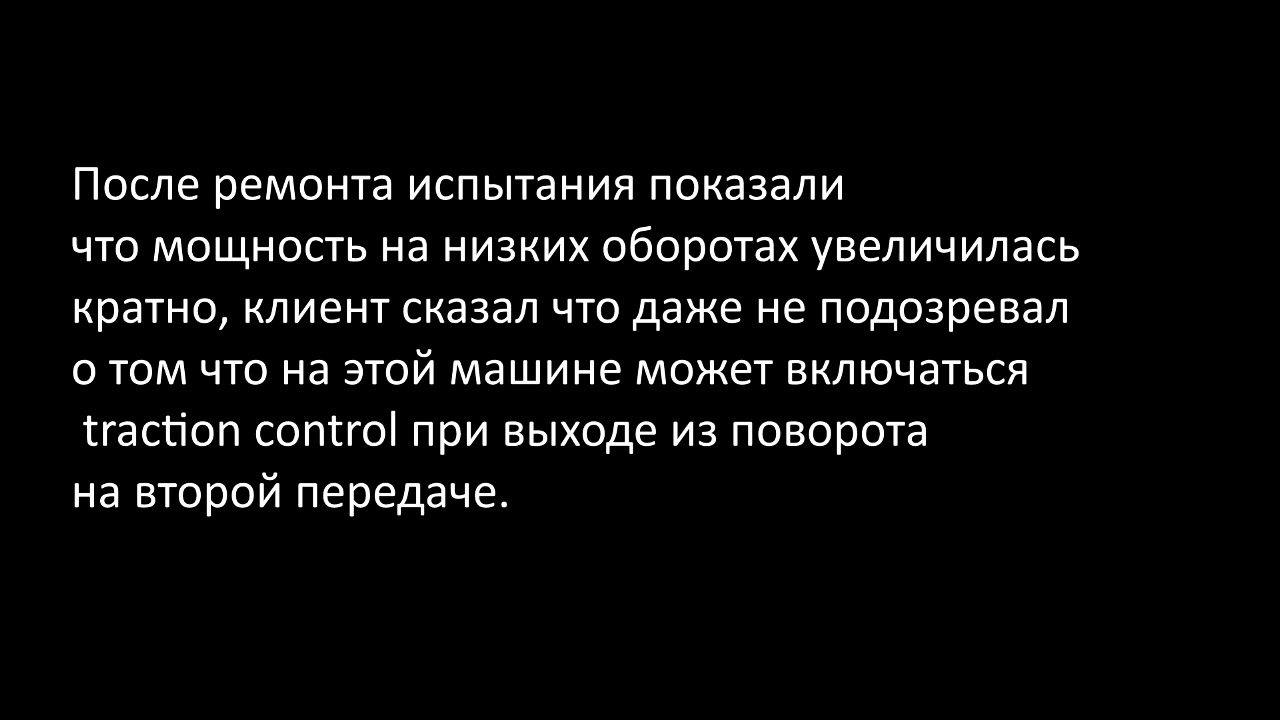 После ремонта испытания показали
что мощность на низких оборотах увеличилась
кратно, клиент сказал что даже не подозревал
о том что на этой машине может включаться
traction control при выходе из поворота
на второй передаче.